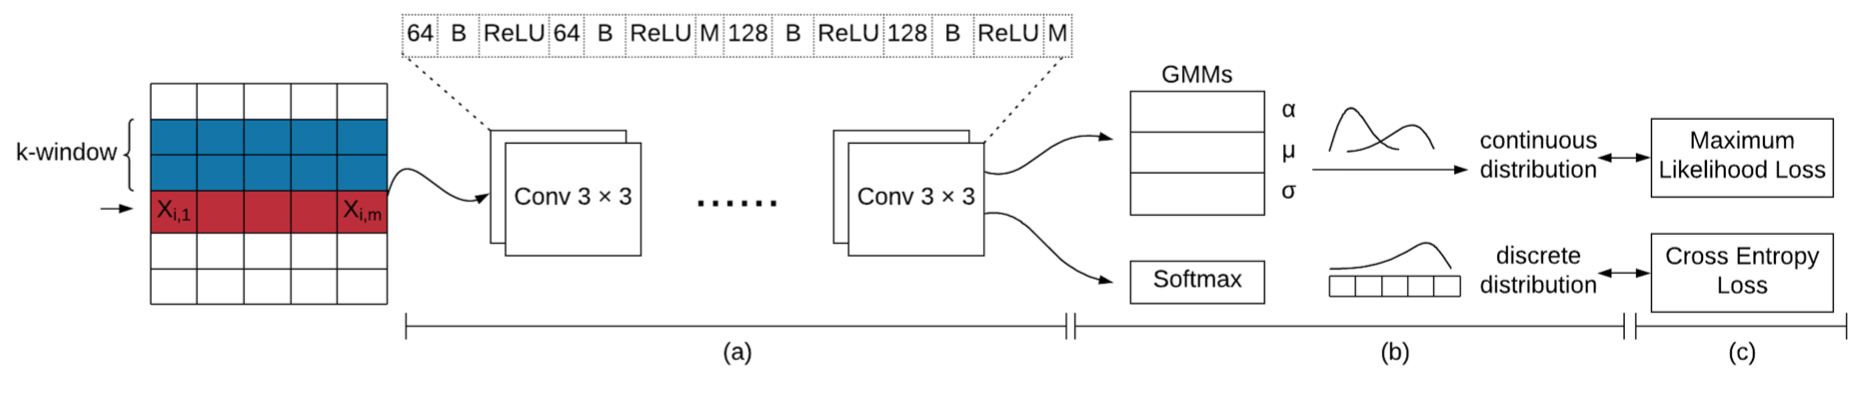 64 B ReLU 64 B ReLU M 128 B ReLU 128 B ReLU M
k-window
X_{i,1} X_{i,m}
Conv 3 × 3
......
Conv 3 × 3
GMMs
α
μ
σ
continuous
distribution
Maximum
Likelihood Loss
Softmax
discrete
distribution
Cross Entropy
Loss
(a)
(b)
(c)